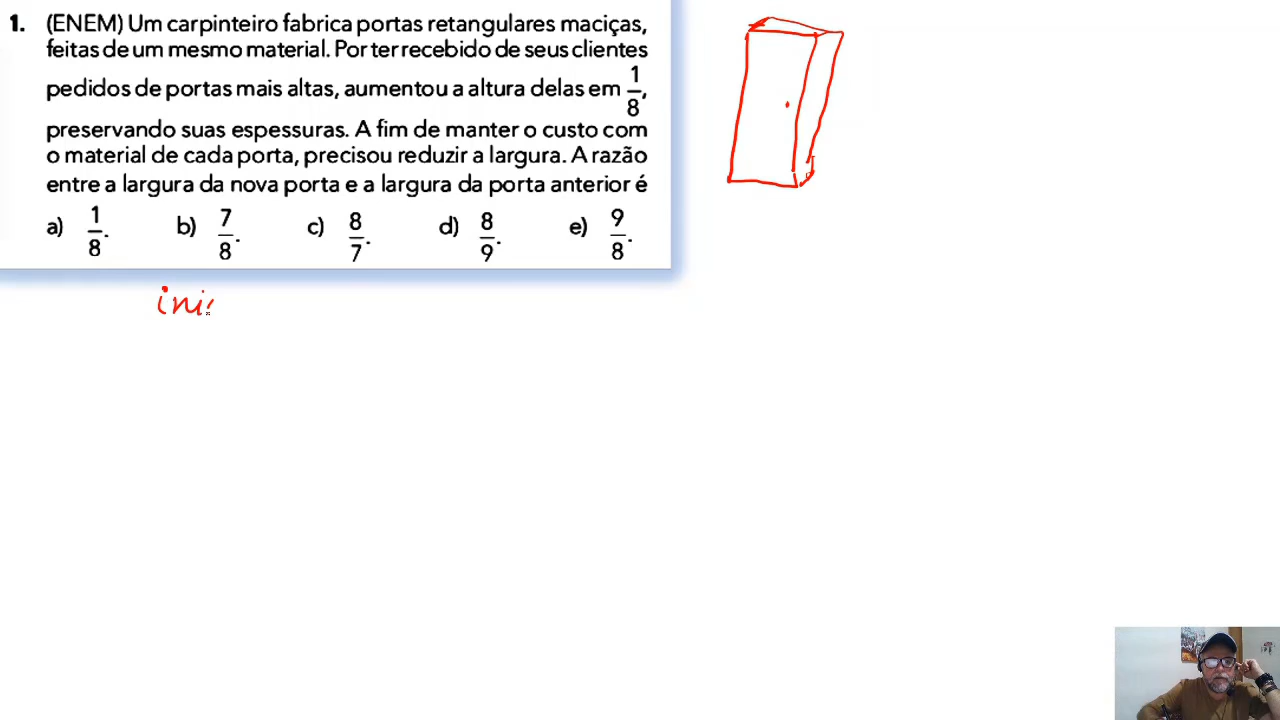 1. (ENEM) Um carpinteiro fabrica portas retangulares maciças,
feitas de um mesmo material. Por ter recebido de seus clientes
pedidos de portas mais altas, aumentou a altura delas em 1/8,
preservando suas espessuras. A fim de manter o custo com
o material de cada porta, precisou reduzir a largura. A razão
entre a largura da nova porta e a largura da porta anterior é
a) 1/8. b) 7/8. c) 8/7. d) 8/9. e) 9/8.
ini